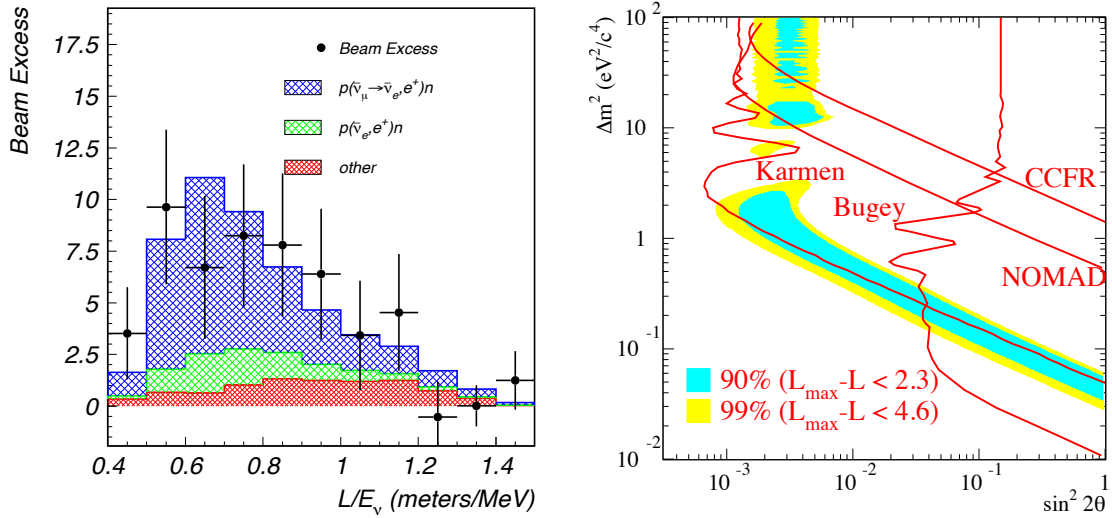 Beam Excess
17.5
15
12.5
10
7.5
5
2.5
0
0.4
0.6
0.8
1
1.2
1.4
L/Eν (meters/MeV)
Beam Excess
p(ν̄μ→ν̄e,e⁺)n
p(ν̄e,e⁺)n
other
Δm² (eV²/c⁴)
10²
10
1
10⁻¹
10⁻²
10⁻³
10⁻²
10⁻¹
1
sin² 2θ
Karmen
Bugey
CCFR
NOMAD
90% (Lmax-L < 2.3)
99% (Lmax-L < 4.6)